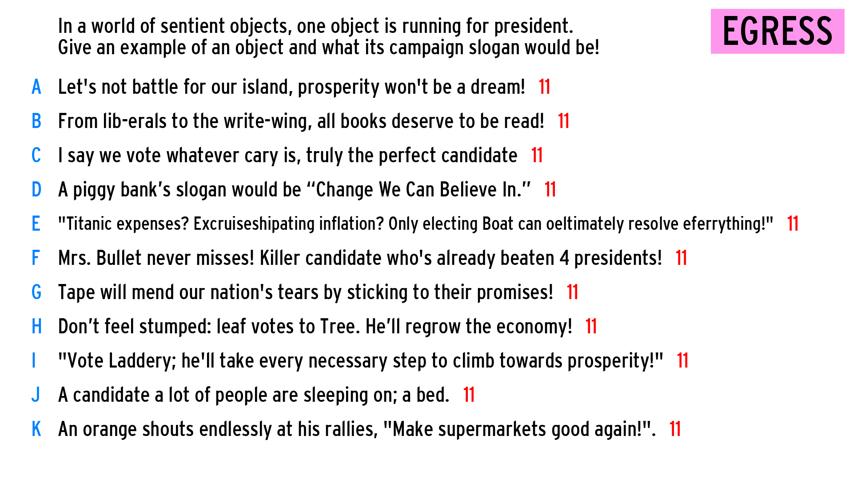 In a world of sentient objects, one object is running for president.
Give an example of an object and what its campaign slogan would be!
EGRESS
A Let's not battle for our island, prosperity won't be a dream! 11
B From lib-erals to the write-wing, all books deserve to be read! 11
C I say we vote whatever cary is, truly the perfect candidate 11
D A piggy bank’s slogan would be “Change We Can Believe In.” 11
E "Titanic expenses? Excruiseshipating inflation? Only electing Boat can oeltimately resolve eferrything!" 11
F Mrs. Bullet never misses! Killer candidate who's already beaten 4 presidents! 11
G Tape will mend our nation's tears by sticking to their promises! 11
H Don’t feel stumped: leaf votes to Tree. He’ll regrow the economy! 11
I "Vote Laddery; he'll take every necessary step to climb towards prosperity!" 11
J A candidate a lot of people are sleeping on; a bed. 11
K An orange shouts endlessly at his rallies, "Make supermarkets good again!". 11